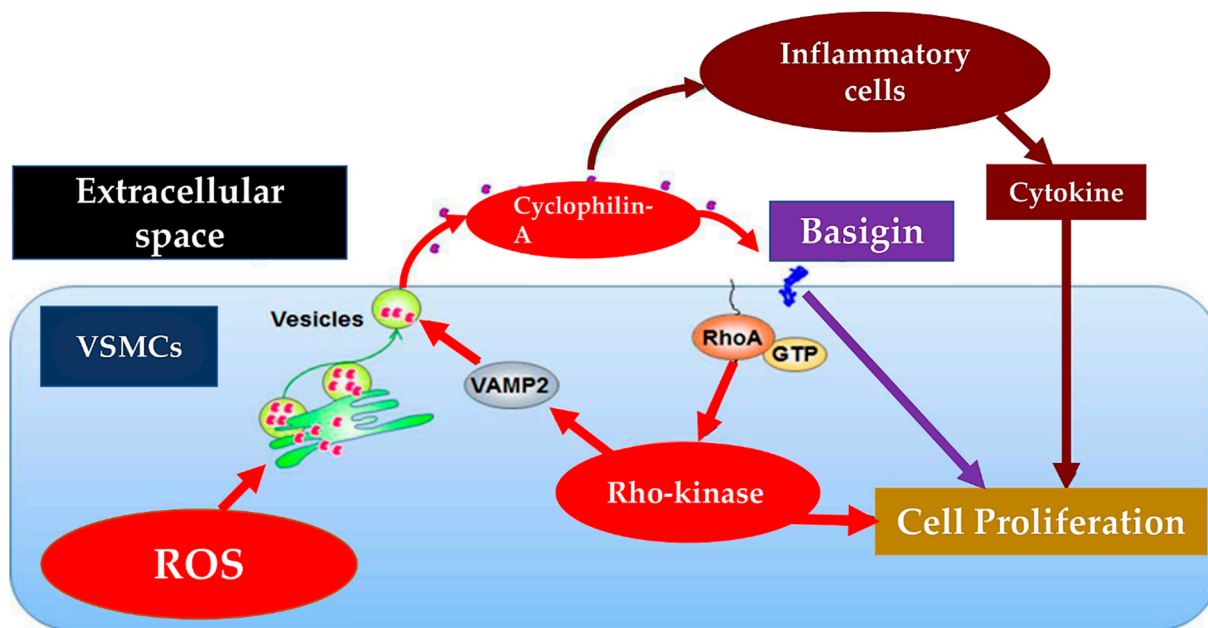 Inflammatory
cells
Extracellular
space
Cyclophilin-
A
Cytokine
Basigin
Vesicles
VSMCs
RhoA
GTP
VAMP2
Rho-kinase
Cell Proliferation
ROS